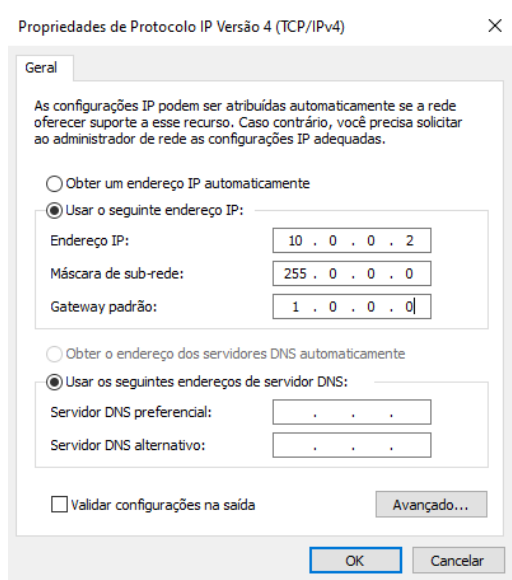 Propriedades de Protocolo IP Versão 4 (TCP/IPv4)
Geral
As configurações IP podem ser atribuídas automaticamente se a rede
oferecer suporte a esse recurso. Caso contrário, você precisa solicitar
ao administrador de rede as configurações IP adequadas.
Obter um endereço IP automaticamente
Usar o seguinte endereço IP:
Endereço IP: 10 . 0 . 0 . 2
Máscara de sub-rede: 255 . 0 . 0 . 0
Gateway padrão: 1 . 0 . 0 . 0
Obter o endereço dos servidores DNS automaticamente
Usar os seguintes endereços de servidor DNS:
Servidor DNS preferencial: . . .
Servidor DNS alternativo: . . .
Validar configurações na saída
Avançado...
OK Cancelar